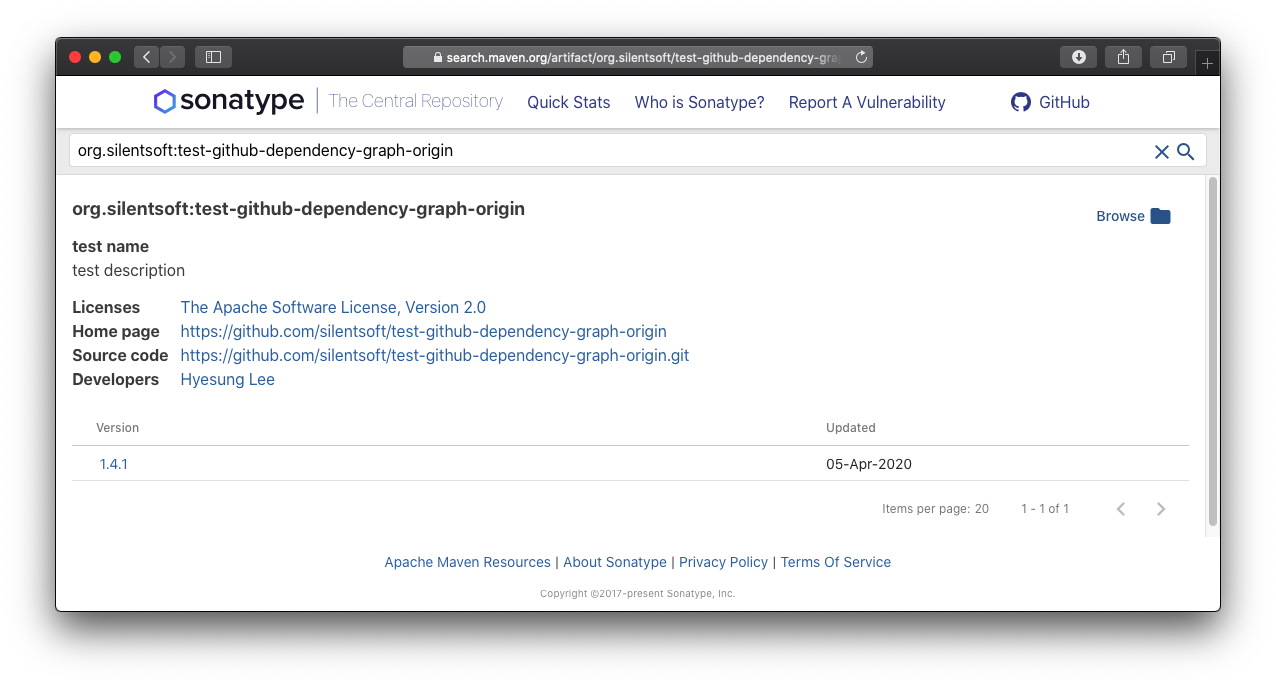 search.maven.org/artifact/org.silentsoft/test-github-dependency-gra
sonatype The Central Repository Quick Stats Who is Sonatype? Report A Vulnerability GitHub
org.silentsoft:test-github-dependency-graph-origin
org.silentsoft:test-github-dependency-graph-origin
Browse
test name
test description
Licenses The Apache Software License, Version 2.0
Home page https://github.com/silentsoft/test-github-dependency-graph-origin
Source code https://github.com/silentsoft/test-github-dependency-graph-origin.git
Developers Hyesung Lee
Version Updated
1.4.1 05-Apr-2020
Items per page: 20 1 - 1 of 1
Apache Maven Resources | About Sonatype | Privacy Policy | Terms Of Service
Copyright ©2017-present Sonatype, Inc.